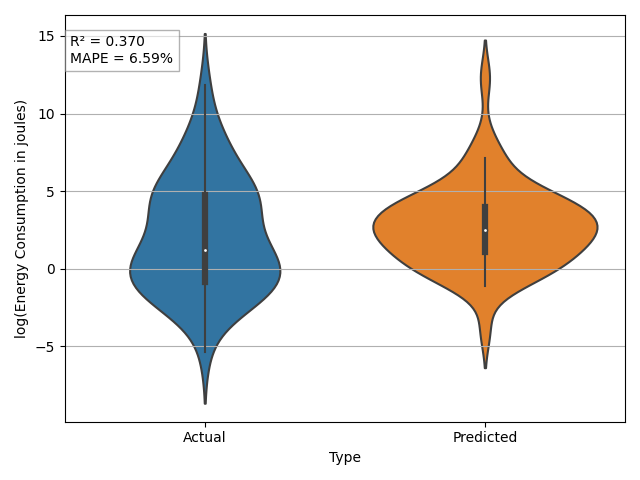 R² = 0.370
MAPE = 6.59%
15
10
5
0
−5
log(Energy Consumption in joules)
Actual
Predicted
Type